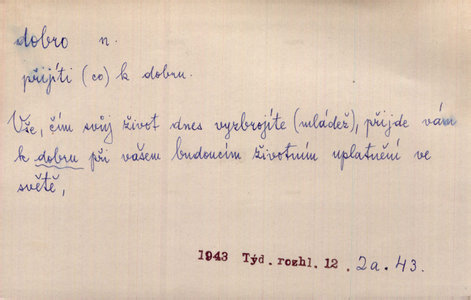 dobro n.
přijíti (co) k dobru.
Vše, čím svůj život dnes vyzbrojíte (mládež), přijde vám
k dobru při vašem budoucím životním uplatnění ve
světě,
1943 Týd. rozhl. 12. 2a. 43.